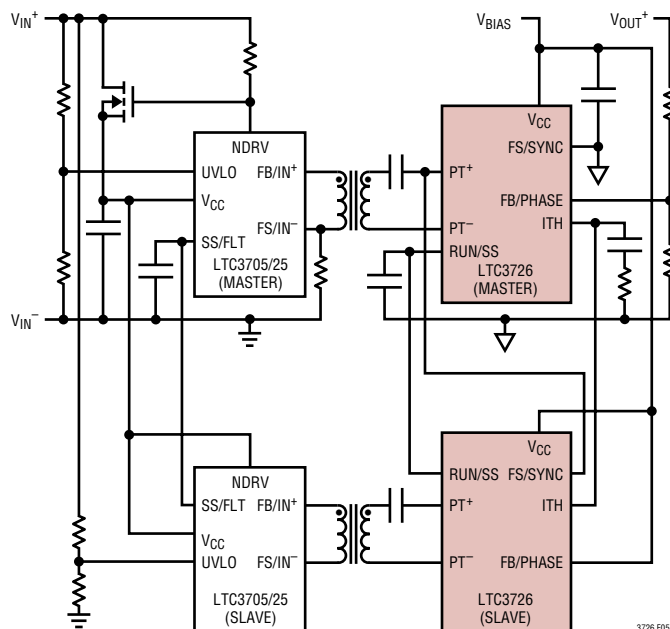 VIN+
VBIAS
VOUT+
NDRV
UVLO FB/IN+
VCC
FS/IN−
SS/FLT
LTC3705/25
(MASTER)
VCC
FS/SYNC
PT+
FB/PHASE
ITH
PT−
RUN/SS
LTC3726
(MASTER)
VIN−
NDRV
SS/FLT FB/IN+
VCC
UVLO FS/IN−
LTC3705/25
(SLAVE)
VCC
RUN/SS FS/SYNC
PT+ ITH
PT− FB/PHASE
LTC3726
(SLAVE)
3726 F05